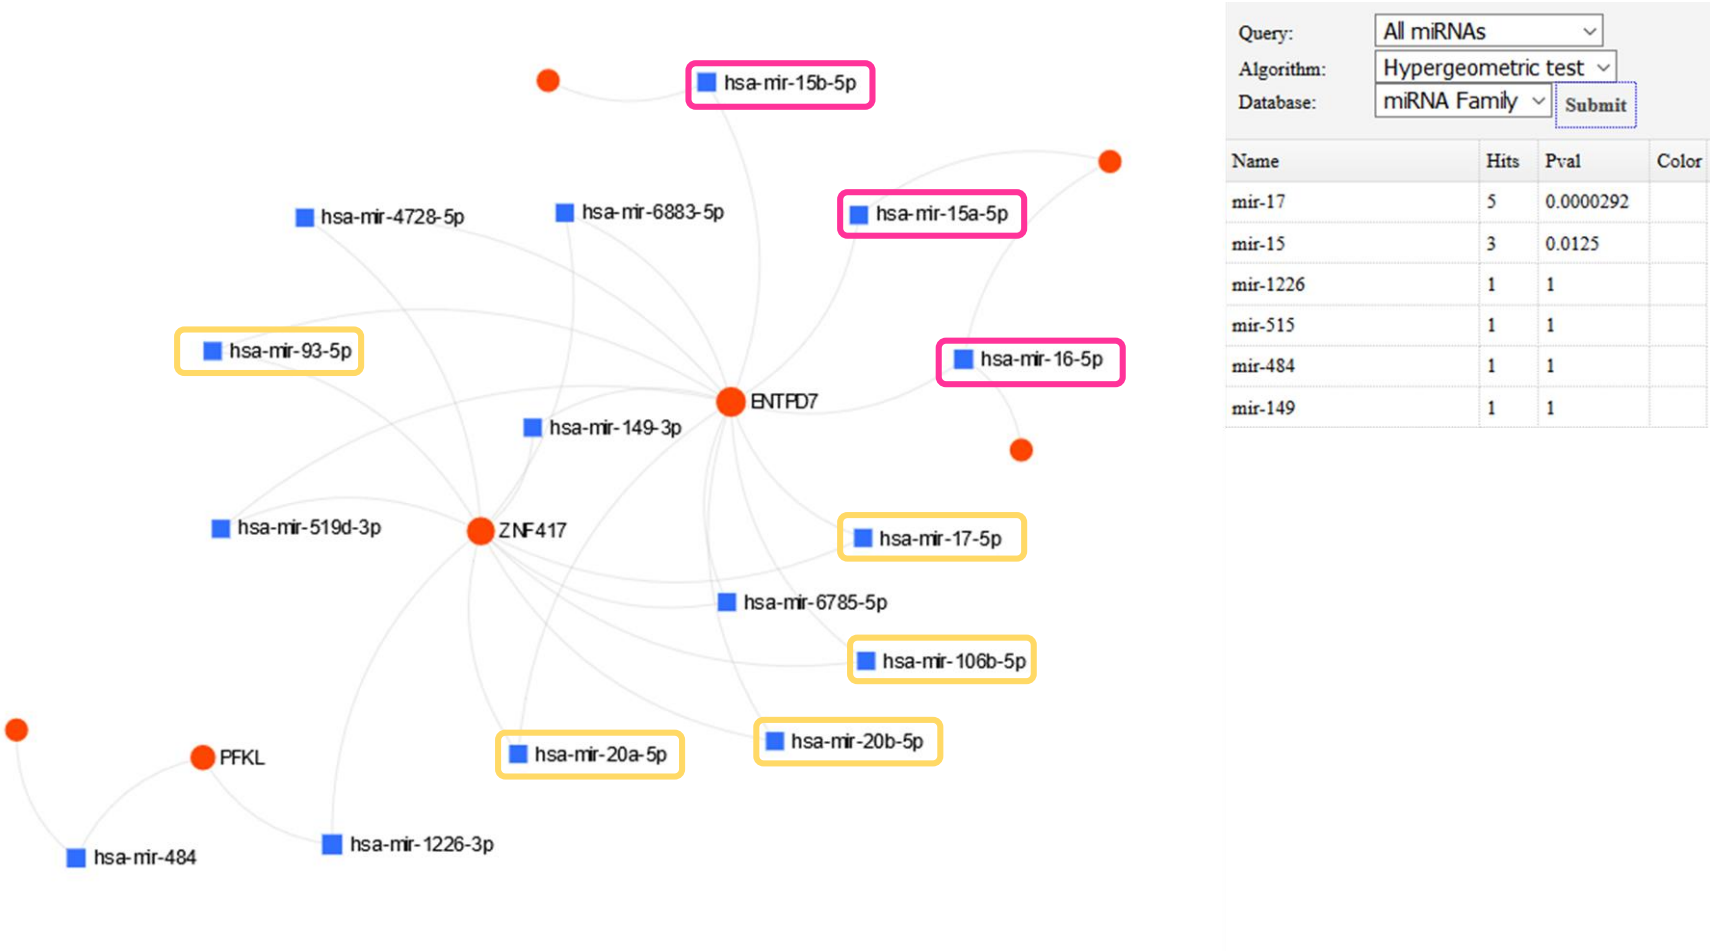 hsa-mir-15b-5p
hsa-mir-4728-5p
hsa-mir-6883-5p
hsa-mir-15a-5p
hsa-mir-93-5p
hsa-mir-16-5p
ENTPD7
hsa-mir-149-3p
hsa-mir-519d-3p
ZNF417
hsa-mir-17-5p
hsa-mir-6785-5p
hsa-mir-106b-5p
hsa-mir-20a-5p
hsa-mir-20b-5p
PFKL
hsa-mir-484
hsa-mir-1226-3p
Query: All miRNAs
Algorithm: Hypergeometric test
Database: miRNA Family Submit
Name Hits Pval Color
mir-17 5 0.0000292
mir-15 3 0.0125
mir-1226 1 1
mir-515 1 1
mir-484 1 1
mir-149 1 1